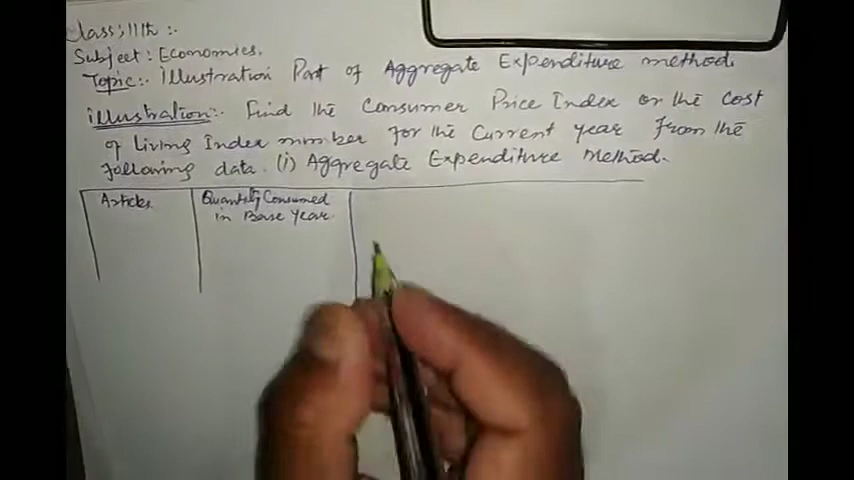 Class: 11th :-
Subject: Economics.
Topic:- Illustration Part of Aggregate Expenditure method.
illustration:- Find the Consumer Price Index or the Cost
of Living Index number for the Current year from the
following data. (i) Aggregate Expenditure Method.
Articles
Quantity Consumed
in Base Year.